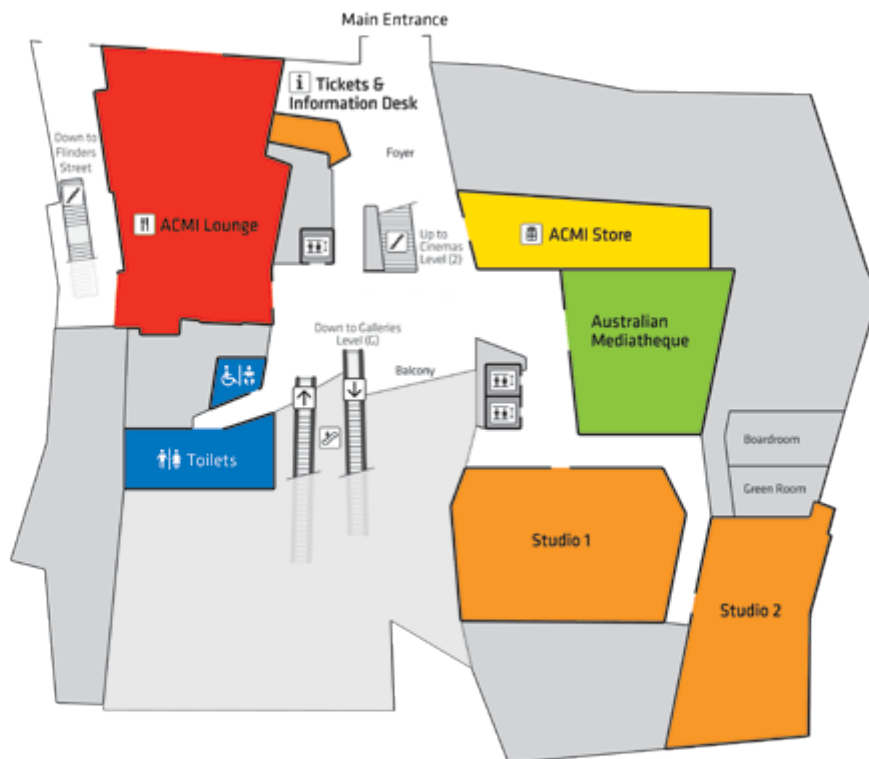 Main Entrance
i Tickets &
Information Desk
Down to
Flinders
Street
Foyer
ACMI Lounge
Up to
Cinemas
Level (2)
ACMI Store
Down to Galleries
Level (G)
Australian
Mediatheque
Balcony
Toilets
Boardroom
Green Room
Studio 1
Studio 2